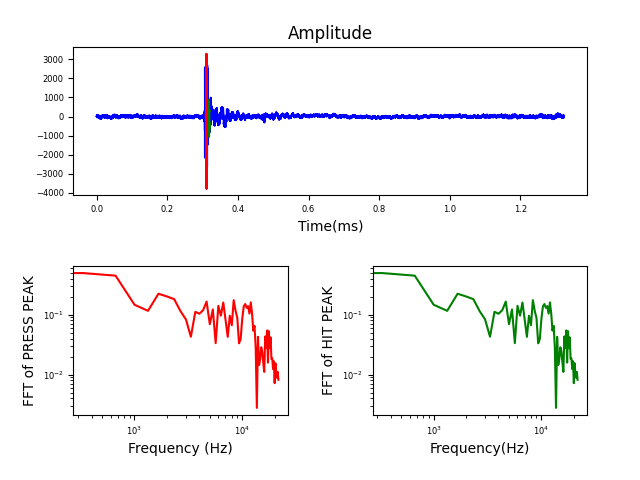 Amplitude
3000
2000
1000
0
−1000
−2000
−3000
−4000
0.0 0.2 0.4 0.6 0.8 1.0 1.2
Time(ms)
FFT of PRESS PEAK
10⁻¹
10⁻²
10³ 10⁴
Frequency (Hz)
FFT of HIT PEAK
10⁻¹
10⁻²
10³ 10⁴
Frequency(Hz)